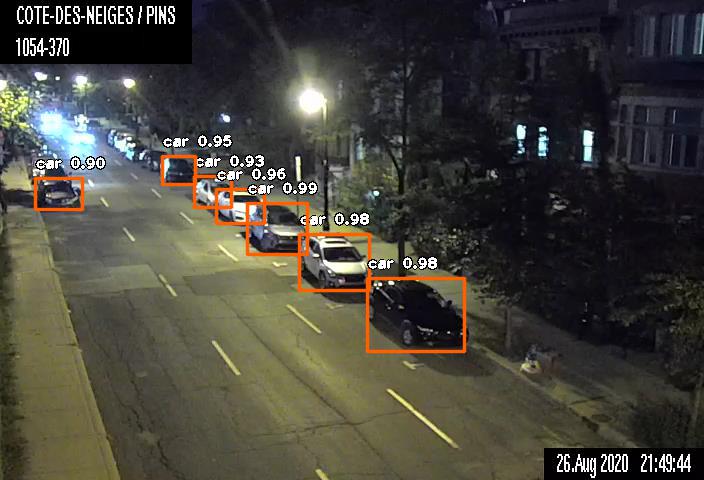 COTE-DES-NEIGES / PINS
1054-370
car 0.95
car 0.90
car 0.93
car 0.96
car 0.99
car 0.98
car 0.98
26.Aug 2020 21:49:44